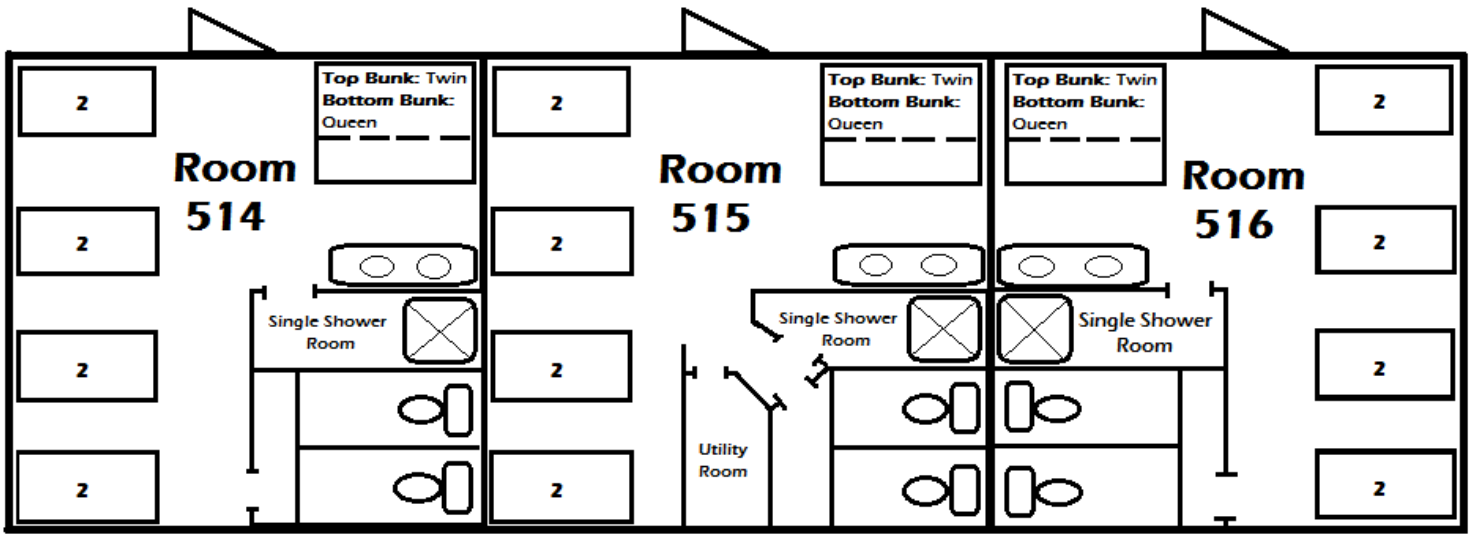 2
Top Bunk: Twin
Bottom Bunk:
Queen
Room
514
2
2
2
Single Shower
Room
2
Top Bunk: Twin
Bottom Bunk:
Queen
Room
515
2
2
2
Single Shower
Room
Utility
Room
Top Bunk: Twin
Bottom Bunk:
Queen
2
Room
516
2
Single Shower
Room
2
2